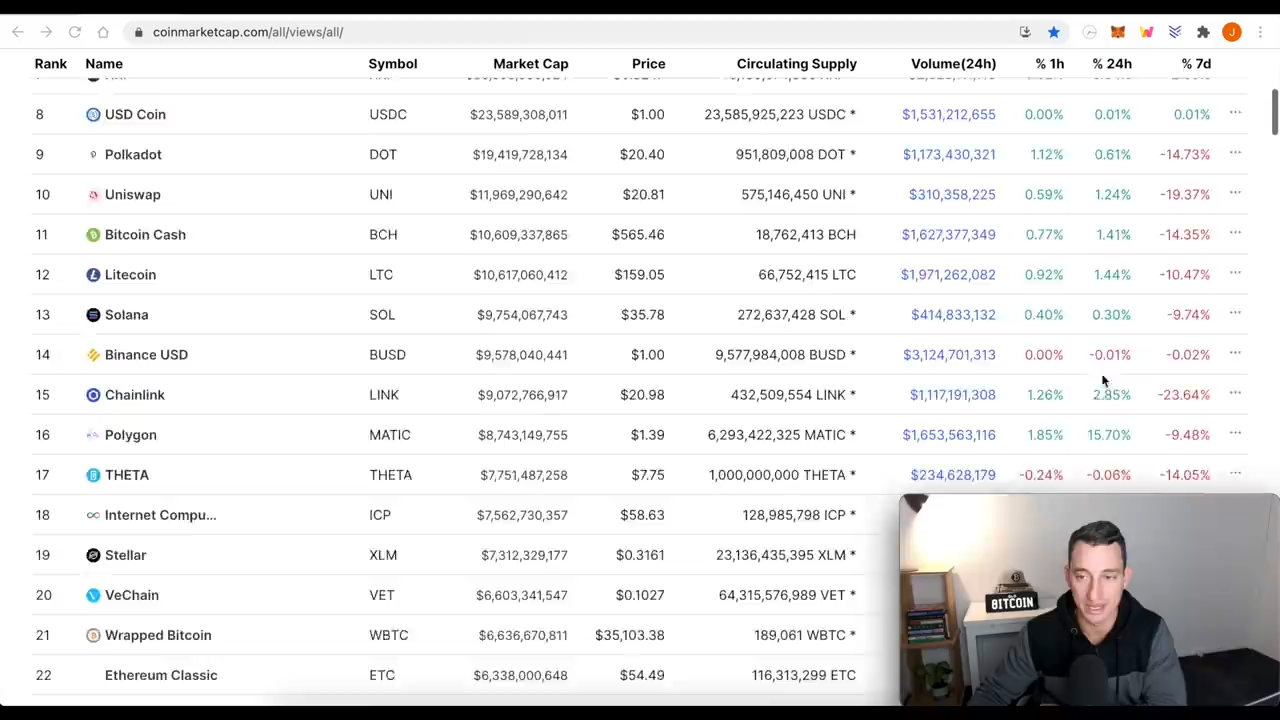 coinmarketcap.com/all/views/all/ J
Rank Name Symbol Market Cap Price Circulating Supply Volume(24h) % 1h % 24h % 7d
8 USD Coin USDC $23,589,308,011 $1.00 23,585,925,223 USDC * $1,531,212,655 0.00% 0.01% 0.01%
9 Polkadot DOT $19,419,728,134 $20.40 951,809,008 DOT * $1,173,430,321 1.12% 0.61% -14.73%
10 Uniswap UNI $11,969,290,642 $20.81 575,146,450 UNI * $310,358,225 0.59% 1.24% -19.37%
11 Bitcoin Cash BCH $10,609,337,865 $565.46 18,762,413 BCH $1,627,377,349 0.77% 1.41% -14.35%
12 Litecoin LTC $10,617,060,412 $159.05 66,752,415 LTC $1,971,262,082 0.92% 1.44% -10.47%
13 Solana SOL $9,754,067,743 $35.78 272,637,428 SOL * $414,833,132 0.40% 0.30% -9.74%
14 Binance USD BUSD $9,578,040,441 $1.00 9,577,984,008 BUSD * $3,124,701,313 0.00% -0.01% -0.02%
15 Chainlink LINK $9,072,766,917 $20.98 432,509,554 LINK * $1,117,191,308 1.26% 2.85% -23.64%
16 Polygon MATIC $8,743,149,755 $1.39 6,293,422,325 MATIC * $1,653,563,116 1.85% 15.70% -9.48%
17 THETA THETA $7,751,487,258 $7.75 1,000,000,000 THETA * $234,628,179 -0.24% -0.06% -14.05%
18 Internet Compu... ICP $7,562,730,357 $58.63 128,985,798 ICP *
19 Stellar XLM $7,312,329,177 $0.3161 23,136,435,395 XLM *
20 VeChain VET $6,603,341,547 $0.1027 64,315,576,989 VET *
21 Wrapped Bitcoin WBTC $6,636,670,811 $35,103.38 189,061 WBTC *
22 Ethereum Classic ETC $6,338,000,648 $54.49 116,313,299 ETC
BITCOIN